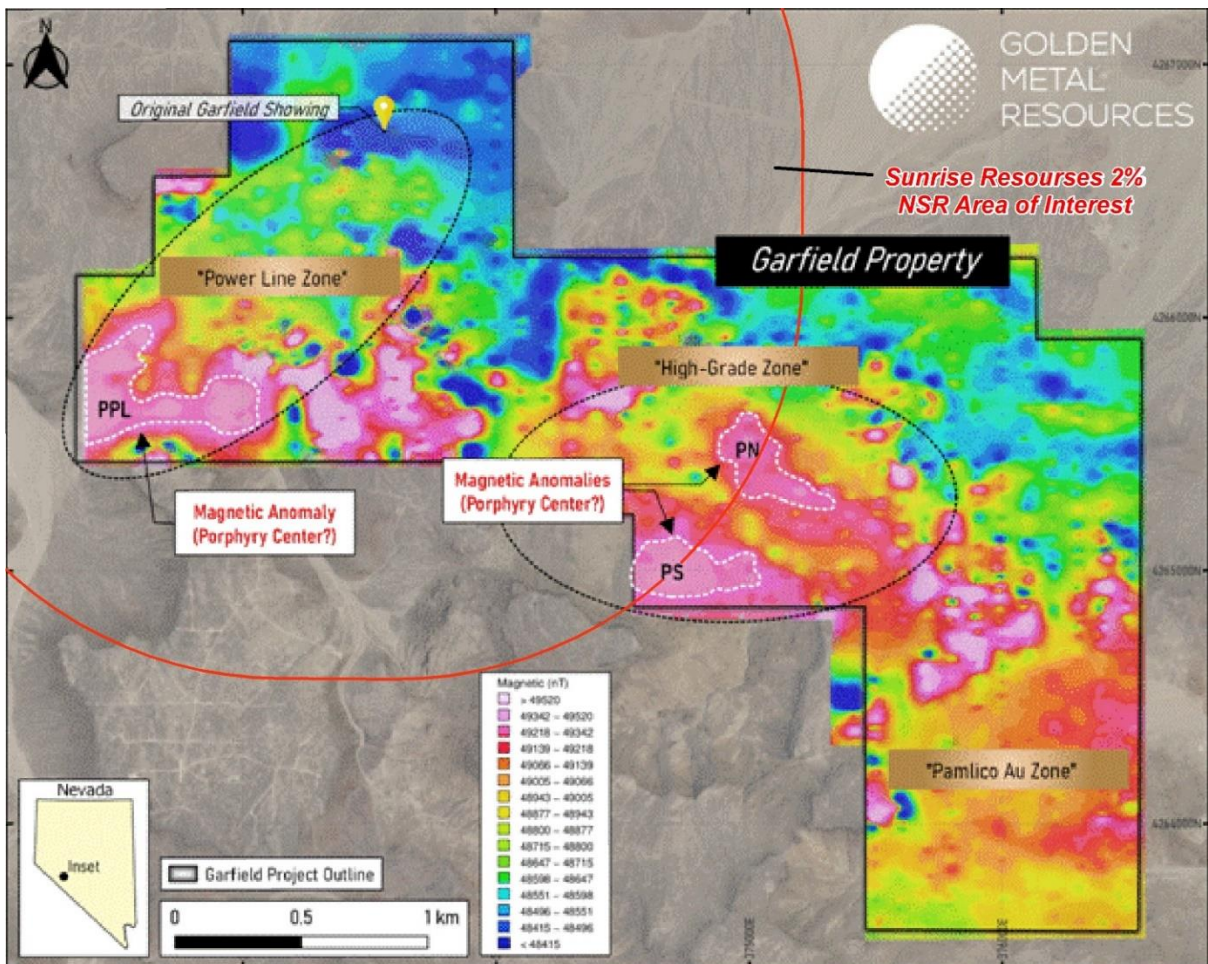 N
GOLDEN
METAL
RESOURCES
4267000N
Original Garfield Showing
Sunrise Resourses 2%
NSR Area of Interest
Garfield Property
"Power Line Zone"
4266000N
"High-Grade Zone"
PPL
PN
Magnetic Anomalies
(Porphyry Center?)
Magnetic Anomaly
(Porphyry Center?)
PS
4265000N
Magnetic (nT)
> 49520
49342 – 49520
49218 – 49342
49139 – 49218
49066 – 49139
49005 – 49066
48943 – 49005
48877 – 48943
48800 – 48877
48715 – 48800
48647 – 48715
48598 – 48647
48551 – 48598
48496 – 48551
48415 – 48496
< 48415
"Pamlico Au Zone"
4264000N
Nevada
Inset
Garfield Project Outline
0 0.5 1 km
375000E
376000E